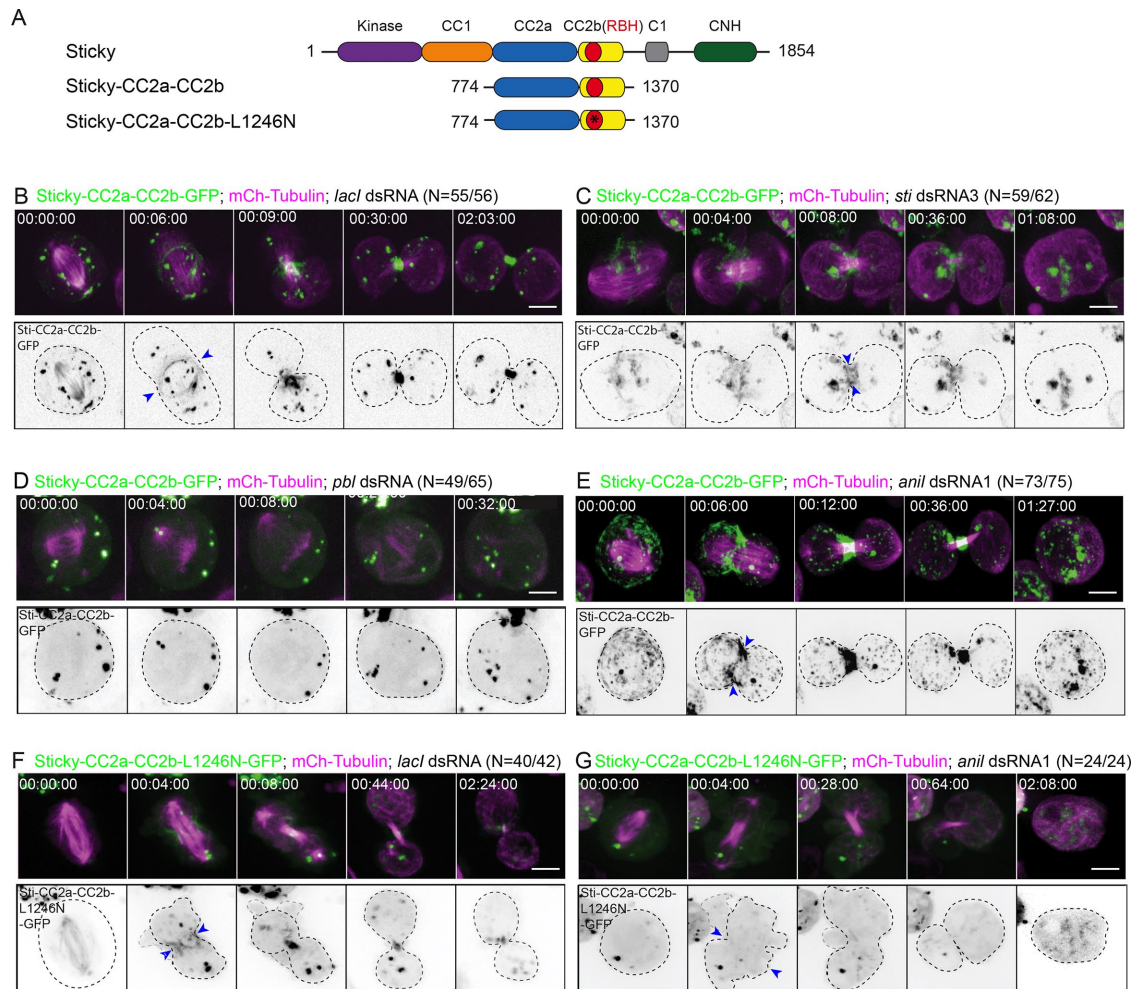 A
Kinase CC1 CC2a CC2b(RBH) C1 CNH
Sticky 1 1854
Sticky-CC2a-CC2b 774 1370
Sticky-CC2a-CC2b-L1246N 774 * 1370
B Sticky-CC2a-CC2b-GFP; mCh-Tubulin; lacI dsRNA (N=55/56)
00:00:00 00:06:00 00:09:00 00:30:00 02:03:00
Sti-CC2a-CC2b-
GFP
C Sticky-CC2a-CC2b-GFP; mCh-Tubulin; sti dsRNA3 (N=59/62)
00:00:00 00:04:00 00:08:00 00:36:00 01:08:00
Sti-CC2a-CC2b-
GFP
D Sticky-CC2a-CC2b-GFP; mCh-Tubulin; pbl dsRNA (N=49/65)
00:00:00 00:04:00 00:08:00 00:32:00
Sti-CC2a-CC2b-
GFP
E Sticky-CC2a-CC2b-GFP; mCh-Tubulin; anil dsRNA1 (N=73/75)
00:00:00 00:06:00 00:12:00 00:36:00 01:27:00
Sti-CC2a-CC2b-
GFP
F Sticky-CC2a-CC2b-L1246N-GFP; mCh-Tubulin; lacI dsRNA (N=40/42)
00:00:00 00:04:00 00:08:00 00:44:00 02:24:00
Sti-CC2a-CC2b-
L1246N
-GFP
G Sticky-CC2a-CC2b-L1246N-GFP; mCh-Tubulin; anil dsRNA1 (N=24/24)
00:00:00 00:04:00 00:28:00 00:64:00 02:08:00
Sti-CC2a-CC2b-
L1246N-
-GFP